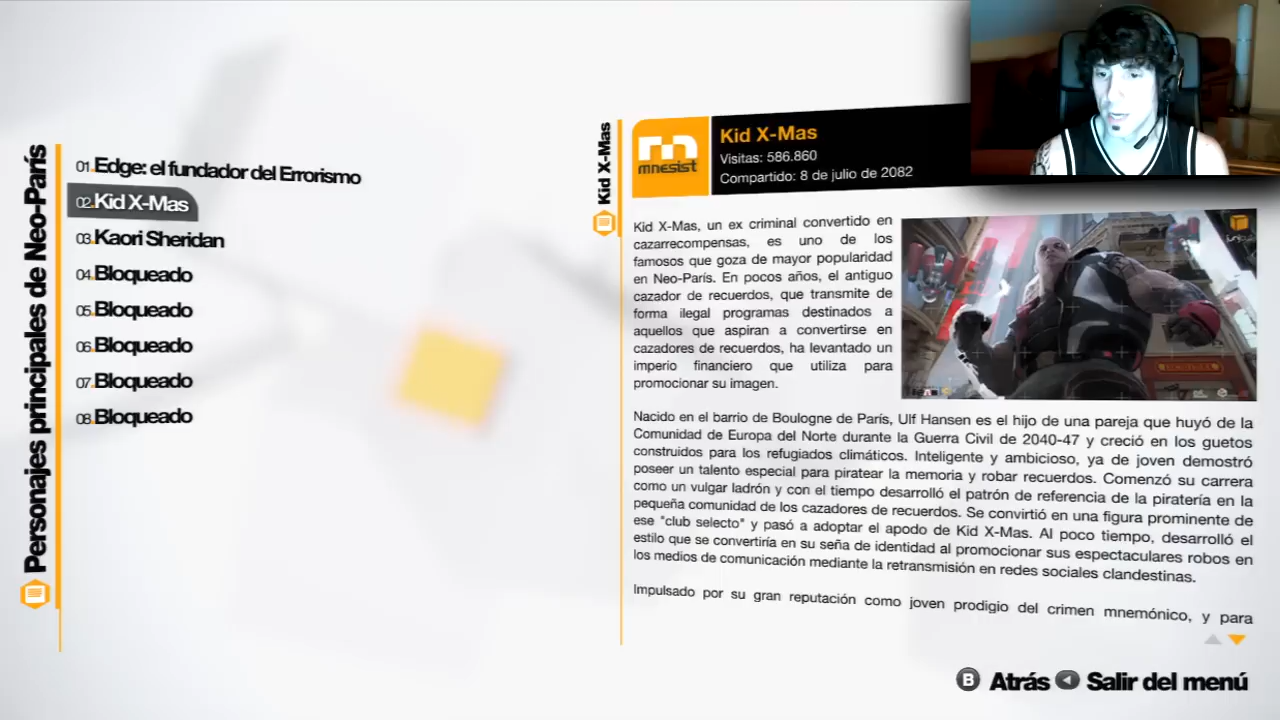 Personajes principales de Neo-París
01.Edge: el fundador del Errorismo
02.Kid X-Mas
03.Kaori Sheridan
04.Bloqueado
05.Bloqueado
06.Bloqueado
07.Bloqueado
08.Bloqueado
Kid X-Mas
mnesist
Kid X-Mas
Visitas: 586.860
Compartido: 8 de julio de 2082
Kid X-Mas, un ex criminal convertido en
cazarrecompensas, es uno de los
famosos que goza de mayor popularidad
en Neo-París. En pocos años, el antiguo
cazador de recuerdos, que transmite de
forma ilegal programas destinados a
aquellos que aspiran a convertirse en
cazadores de recuerdos, ha levantado un
imperio financiero que utiliza para
promocionar su imagen.
Nacido en el barrio de Boulogne de París, Ulf Hansen es el hijo de una pareja que huyó de la
Comunidad de Europa del Norte durante la Guerra Civil de 2040-47 y creció en los guetos
construidos para los refugiados climáticos. Inteligente y ambicioso, ya de joven demostró
poseer un talento especial para piratear la memoria y robar recuerdos. Comenzó su carrera
como un vulgar ladrón y con el tiempo desarrolló el patrón de referencia de la piratería en la
pequeña comunidad de los cazadores de recuerdos. Se convirtió en una figura prominente de
ese "club selecto" y pasó a adoptar el apodo de Kid X-Mas. Al poco tiempo, desarrolló el
estilo que se convertiría en su seña de identidad al promocionar sus espectaculares robos en
los medios de comunicación mediante la retransmisión en redes sociales clandestinas.
Impulsado por su gran reputación como joven prodigio del crimen mnemónico, y para
B Atrás Salir del menú